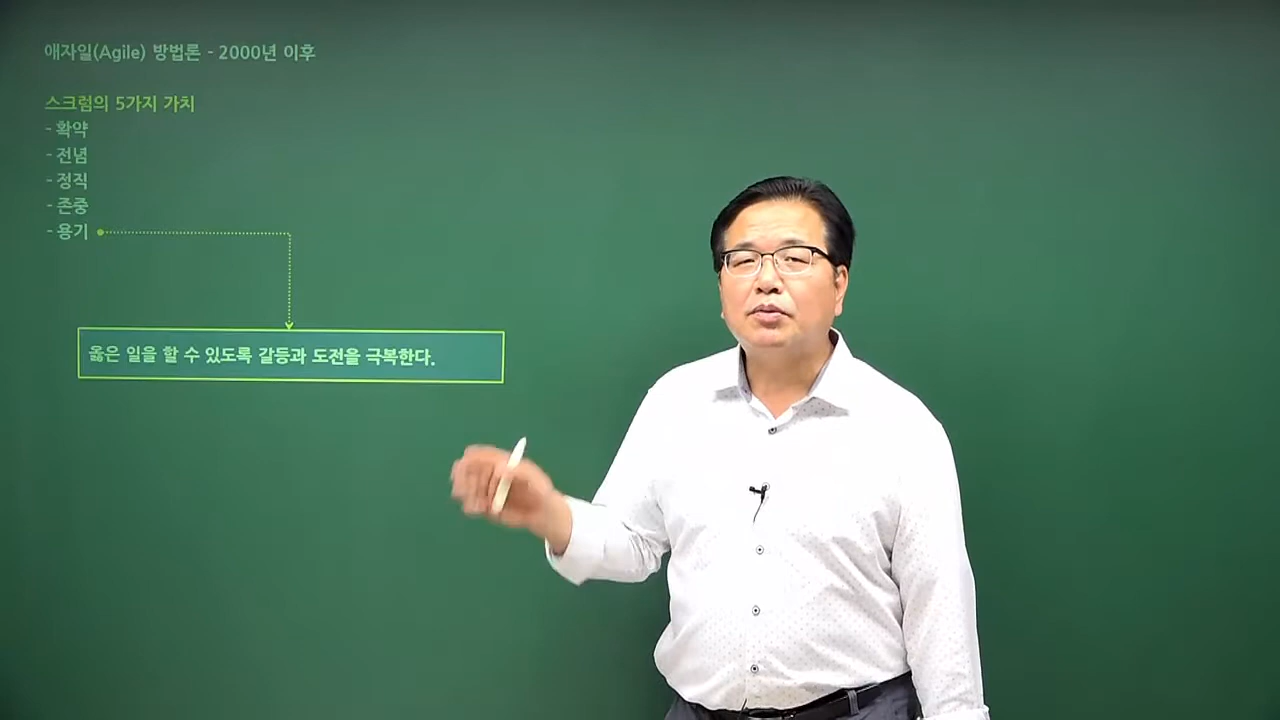 애자일(Agile) 방법론 - 2000년 이후
스크럼의 5가지 가치
- 확약
- 전념
- 정직
- 존중
- 용기
옳은 일을 할 수 있도록 갈등과 도전을 극복한다.